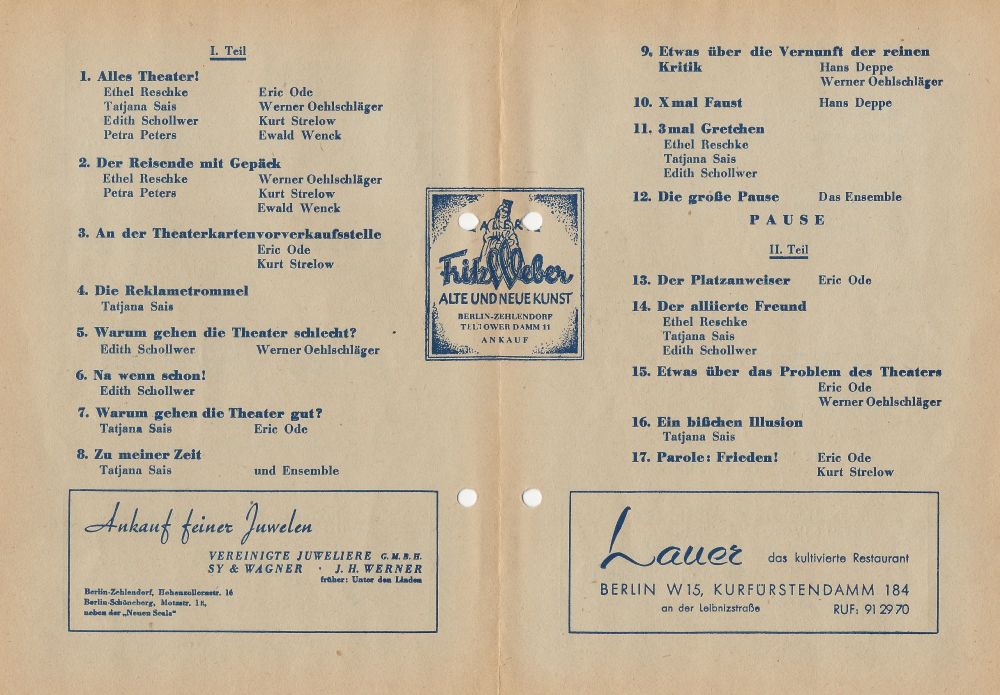 I. Teil
1. Alles Theater!
Ethel Reschke Eric Ode
Tatjana Sais Werner Oehlschläger
Edith Schollwer Kurt Strelow
Petra Peters Ewald Wenck
2. Der Reisende mit Gepäck
Ethel Reschke Werner Oehlschläger
Petra Peters Kurt Strelow
Ewald Wenck
3. An der Theaterkartenvorverkaufsstelle
Eric Ode
Kurt Strelow
4. Die Reklametrommel
Tatjana Sais
5. Warum gehen die Theater schlecht?
Edith Schollwer Werner Oehlschläger
6. Na wenn schon!
Edith Schollwer
7. Warum gehen die Theater gut?
Tatjana Sais Eric Ode
8. Zu meiner Zeit
Tatjana Sais und Ensemble
Ankauf feiner Juwelen
VEREINIGTE JUWELIERE G.M.B.H.
SY & WAGNER · J. H. WERNER
früher: Unter den Linden
Berlin-Zehlendorf, Hohenzollernstr. 16
Berlin-Schöneberg, Motzstr.
neben der „Neuen Scala"
Fritz Weber
ALTE UND NEUE KUNST
BERLIN-ZEHLENDORF
TELTOWER DAMM 11
ANKAUF
9. Etwas über die Vernunft der reinen
Kritik Hans Deppe
Werner Oehlschläger
10. Xmal Faust Hans Deppe
11. 3mal Gretchen
Ethel Reschke
Tatjana Sais
Edith Schollwer
12. Die große Pause Das Ensemble
PAUSE
II. Teil
13. Der Platzanweiser Eric Ode
14. Der alliierte Freund
Ethel Reschke
Tatjana Sais
Edith Schollwer
15. Etwas über das Problem des Theaters
Eric Ode
Werner Oehlschläger
16. Ein bißchen Illusion
Tatjana Sais
17. Parole: Frieden! Eric Ode
Kurt Strelow
Lauer das kultivierte Restaurant
BERLIN W15, KURFÜRSTENDAMM 184
an der Leibnizstraße RUF: 91 29 70